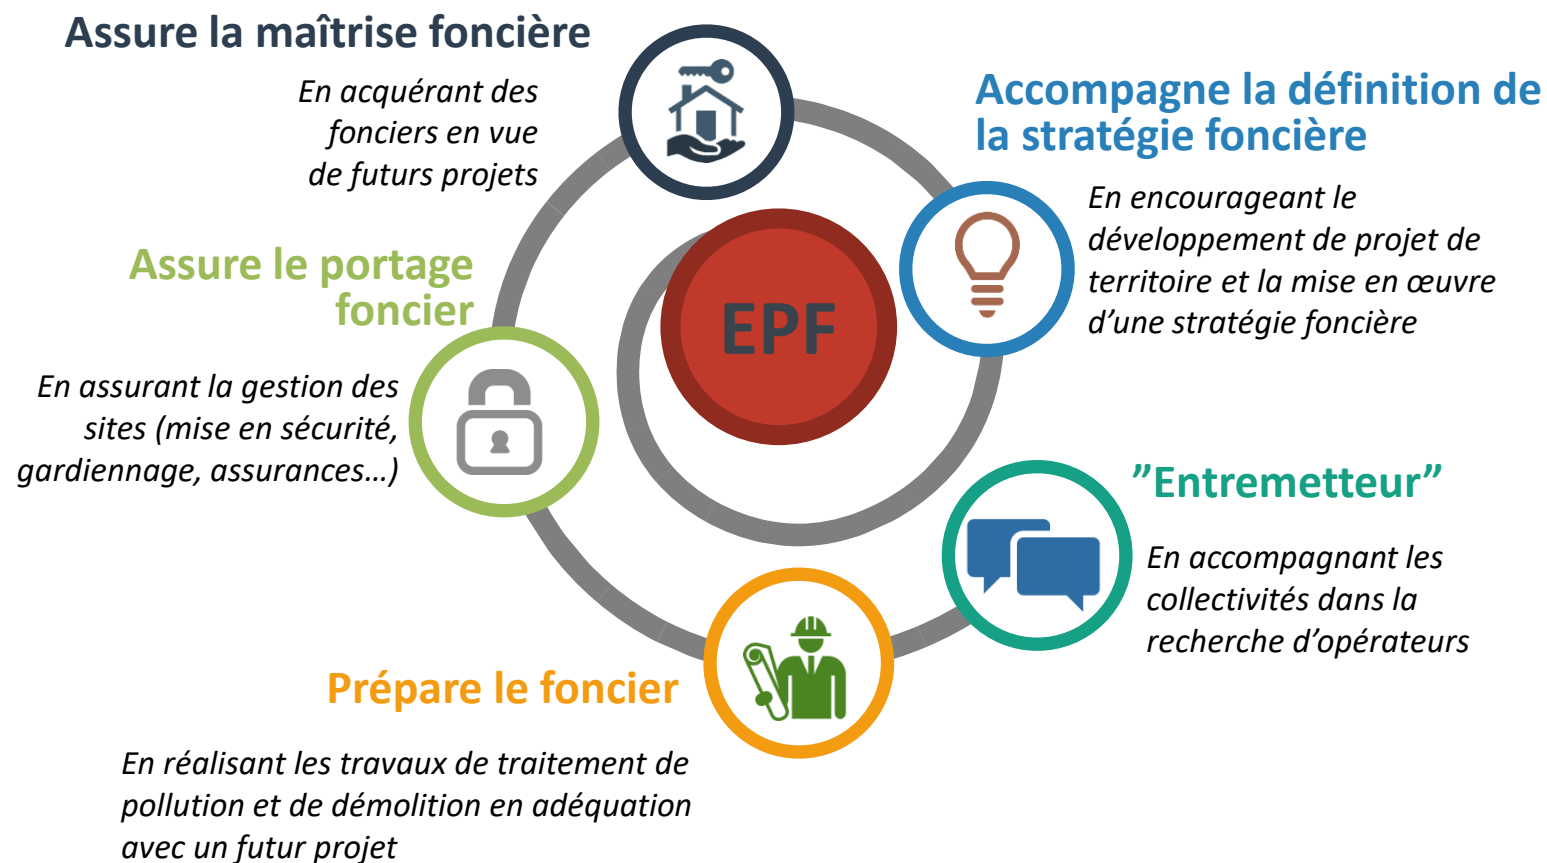 Assure la maîtrise foncière
En acquérant des
fonciers en vue
de futurs projets
Accompagne la définition de
la stratégie foncière
En encourageant le
développement de projet de
territoire et la mise en œuvre
d’une stratégie foncière
Assure le portage
foncier
En assurant la gestion des
sites (mise en sécurité,
gardiennage, assurances…)
EPF
”Entremetteur”
En accompagnant les
collectivités dans la
recherche d’opérateurs
Prépare le foncier
En réalisant les travaux de traitement de
pollution et de démolition en adéquation
avec un futur projet